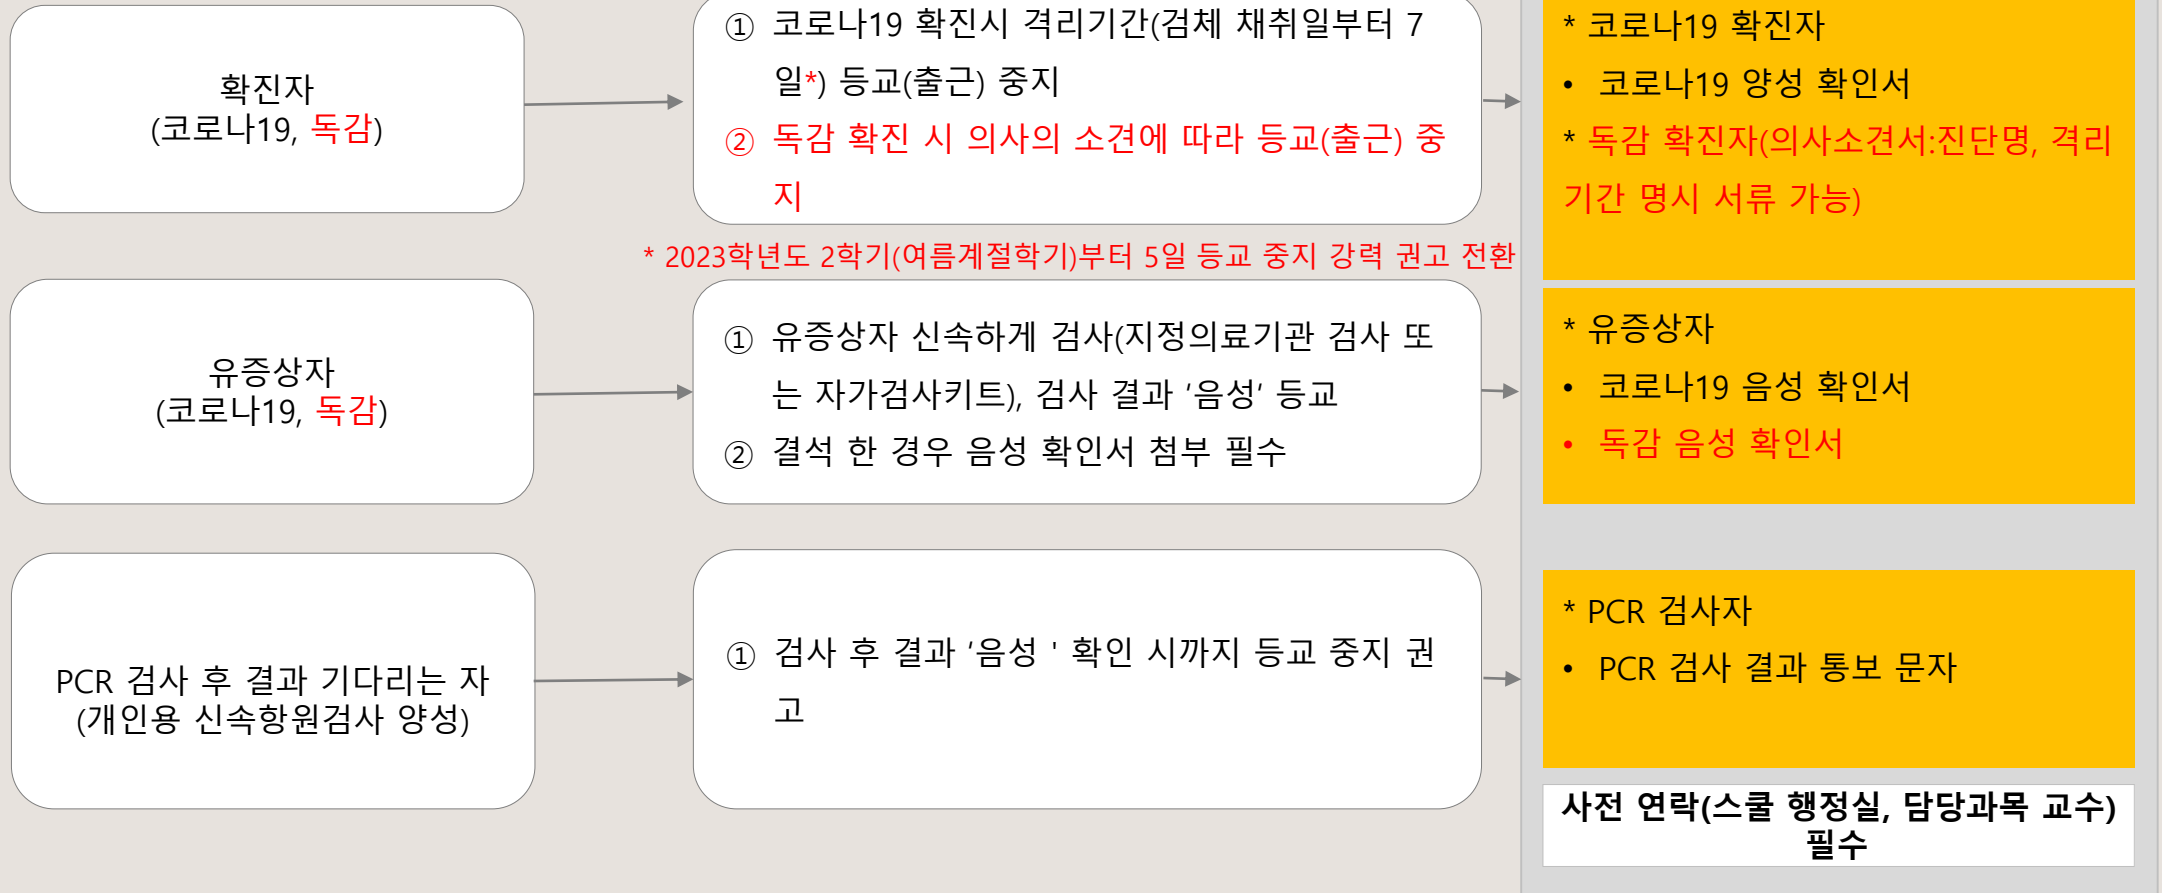 확진자
(코로나19, 독감)
① 코로나19 확진시 격리기간(검체 채취일부터 7
일*) 등교(출근) 중지
② 독감 확진 시 의사의 소견에 따라 등교(출근) 중
지
* 코로나19 확진자
• 코로나19 양성 확인서
* 독감 확진자(의사소견서:진단명, 격리
기간 명시 서류 가능)
* 2023학년도 2학기(여름계절학기)부터 5일 등교 중지 강력 권고 전환
유증상자
(코로나19, 독감)
① 유증상자 신속하게 검사(지정의료기관 검사 또
는 자가검사키트), 검사 결과 ‘음성’ 등교
② 결석 한 경우 음성 확인서 첨부 필수
* 유증상자
• 코로나19 음성 확인서
• 독감 음성 확인서
PCR 검사 후 결과 기다리는 자
(개인용 신속항원검사 양성)
① 검사 후 결과 ‘음성 ' 확인 시까지 등교 중지 권
고
* PCR 검사자
• PCR 검사 결과 통보 문자
사전 연락(스쿨 행정실, 담당과목 교수)
필수